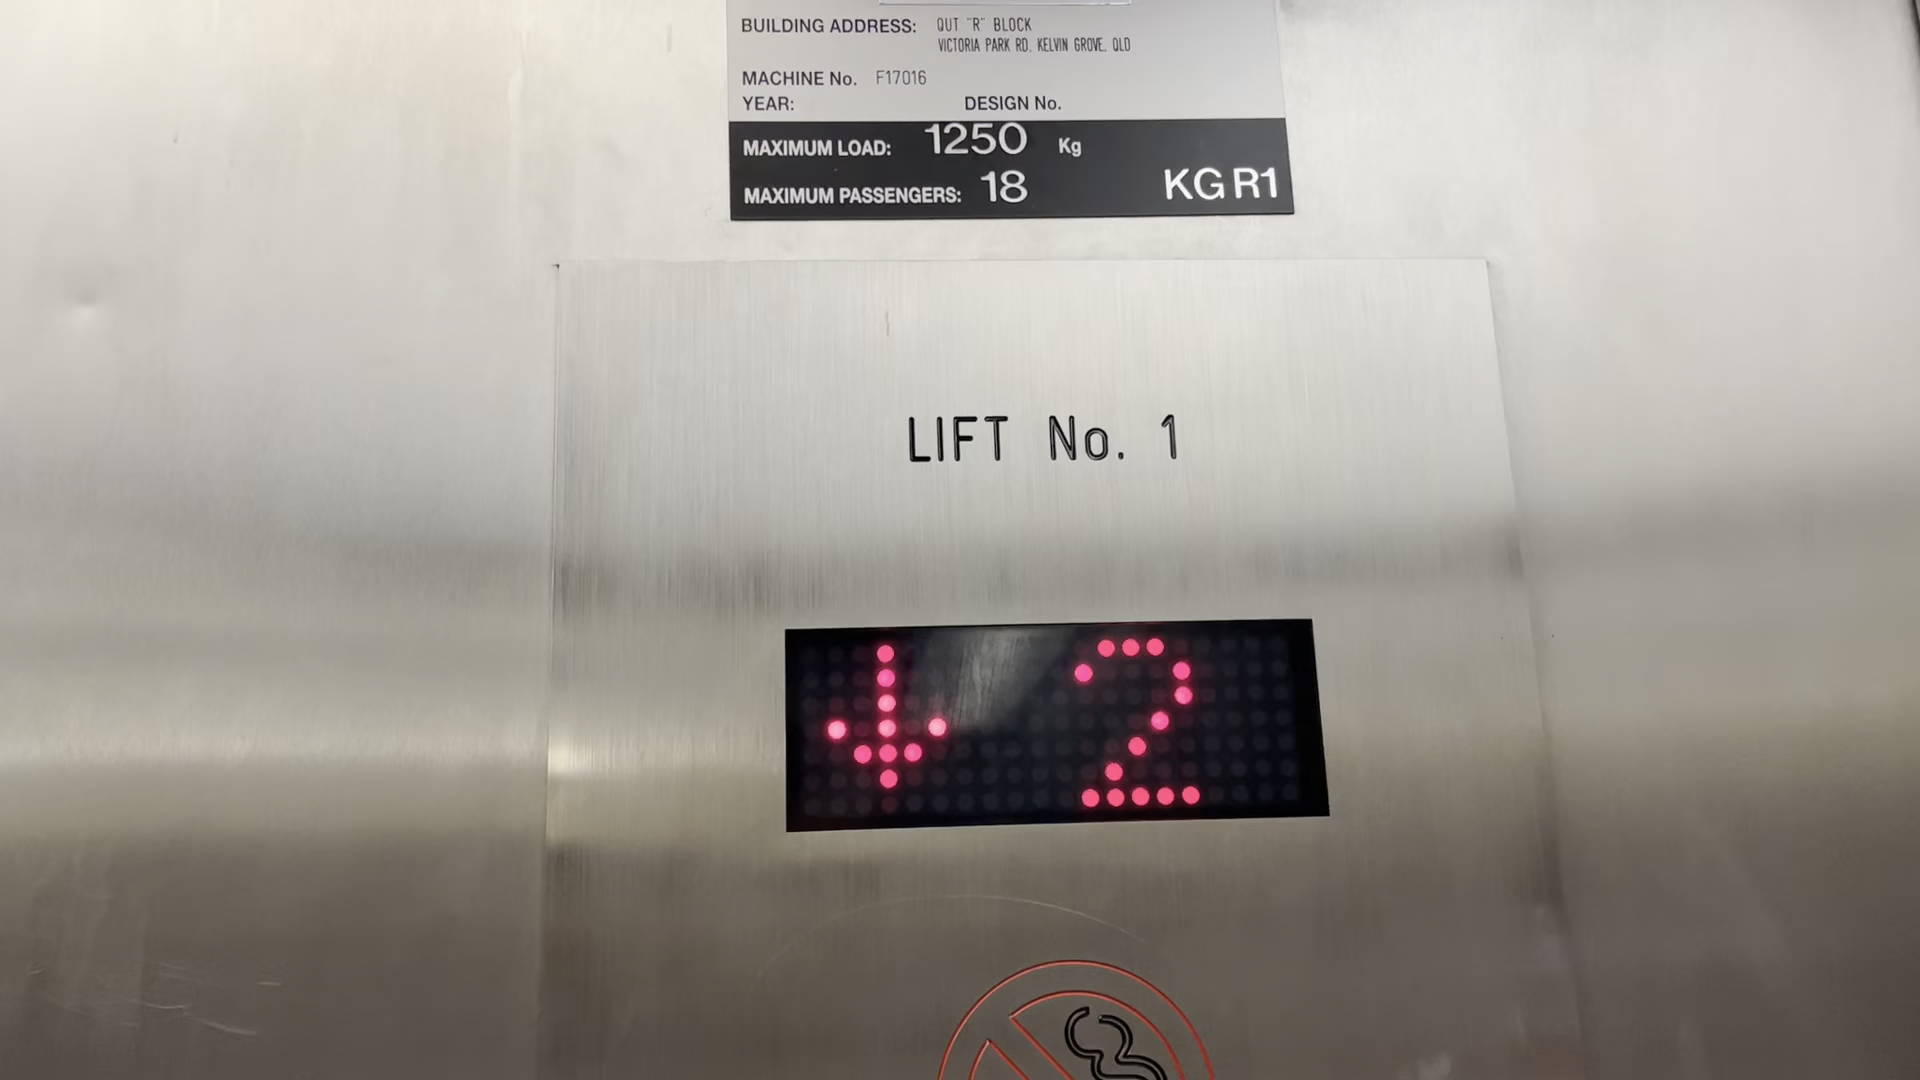 BUILDING ADDRESS: QUT "R" BLOCK
VICTORIA PARK RD. KELVIN GROVE. QLD
MACHINE No. F17016
YEAR: DESIGN No.
MAXIMUM LOAD: 1250 Kg
MAXIMUM PASSENGERS: 18 KG R1
LIFT No. 1
↓ 2